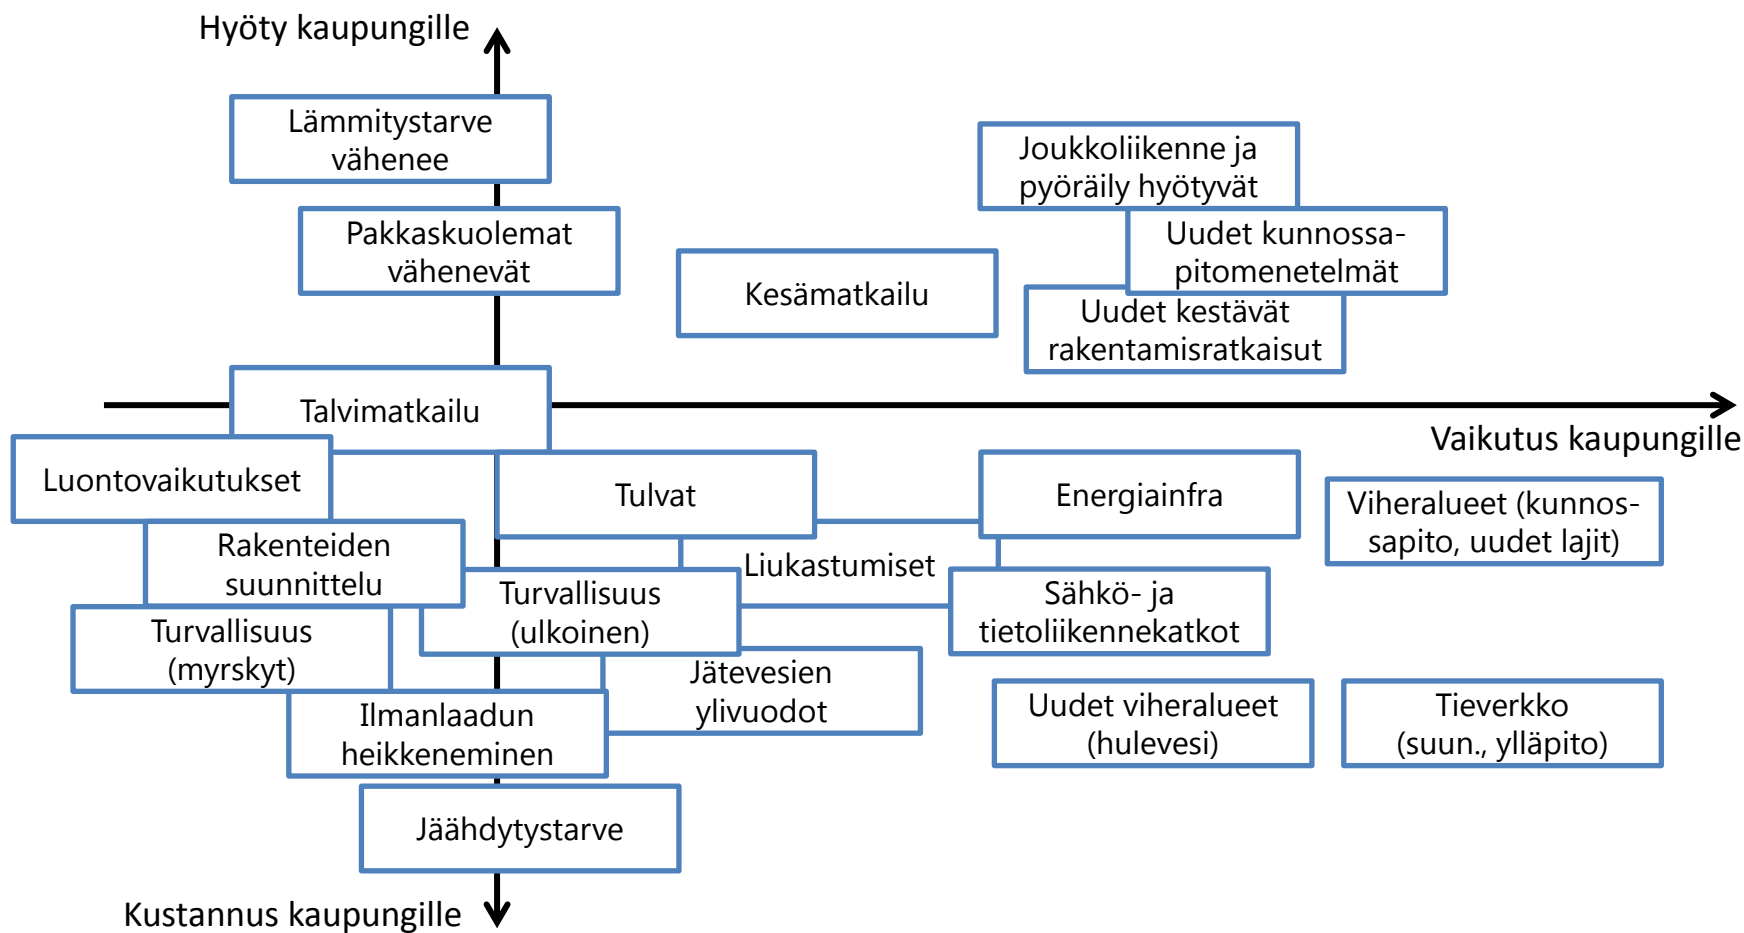 Hyöty kaupungille
Lämmitystarve
vähenee
Joukkoliikenne ja
pyöräily hyötyvät
Pakkaskuolemat
vähenevät
Uudet kunnossa-
pitomenetelmät
Kesämatkailu
Uudet kestävät
rakentamisratkaisut
Talvimatkailu
Vaikutus kaupungille
Luontovaikutukset
Tulvat
Energiainfra
Viheralueet (kunnos-
sapito, uudet lajit)
Rakenteiden
suunnittelu
Liukastumiset
Turvallisuus
(ulkoinen)
Sähkö- ja
tietoliikennekatkot
Turvallisuus
(myrskyt)
Jätevesien
ylivuodot
Ilmanlaadun
heikkeneminen
Uudet viheralueet
(hulevesi)
Tieverkko
(suun., ylläpito)
Jäähdytystarve
Kustannus kaupungille